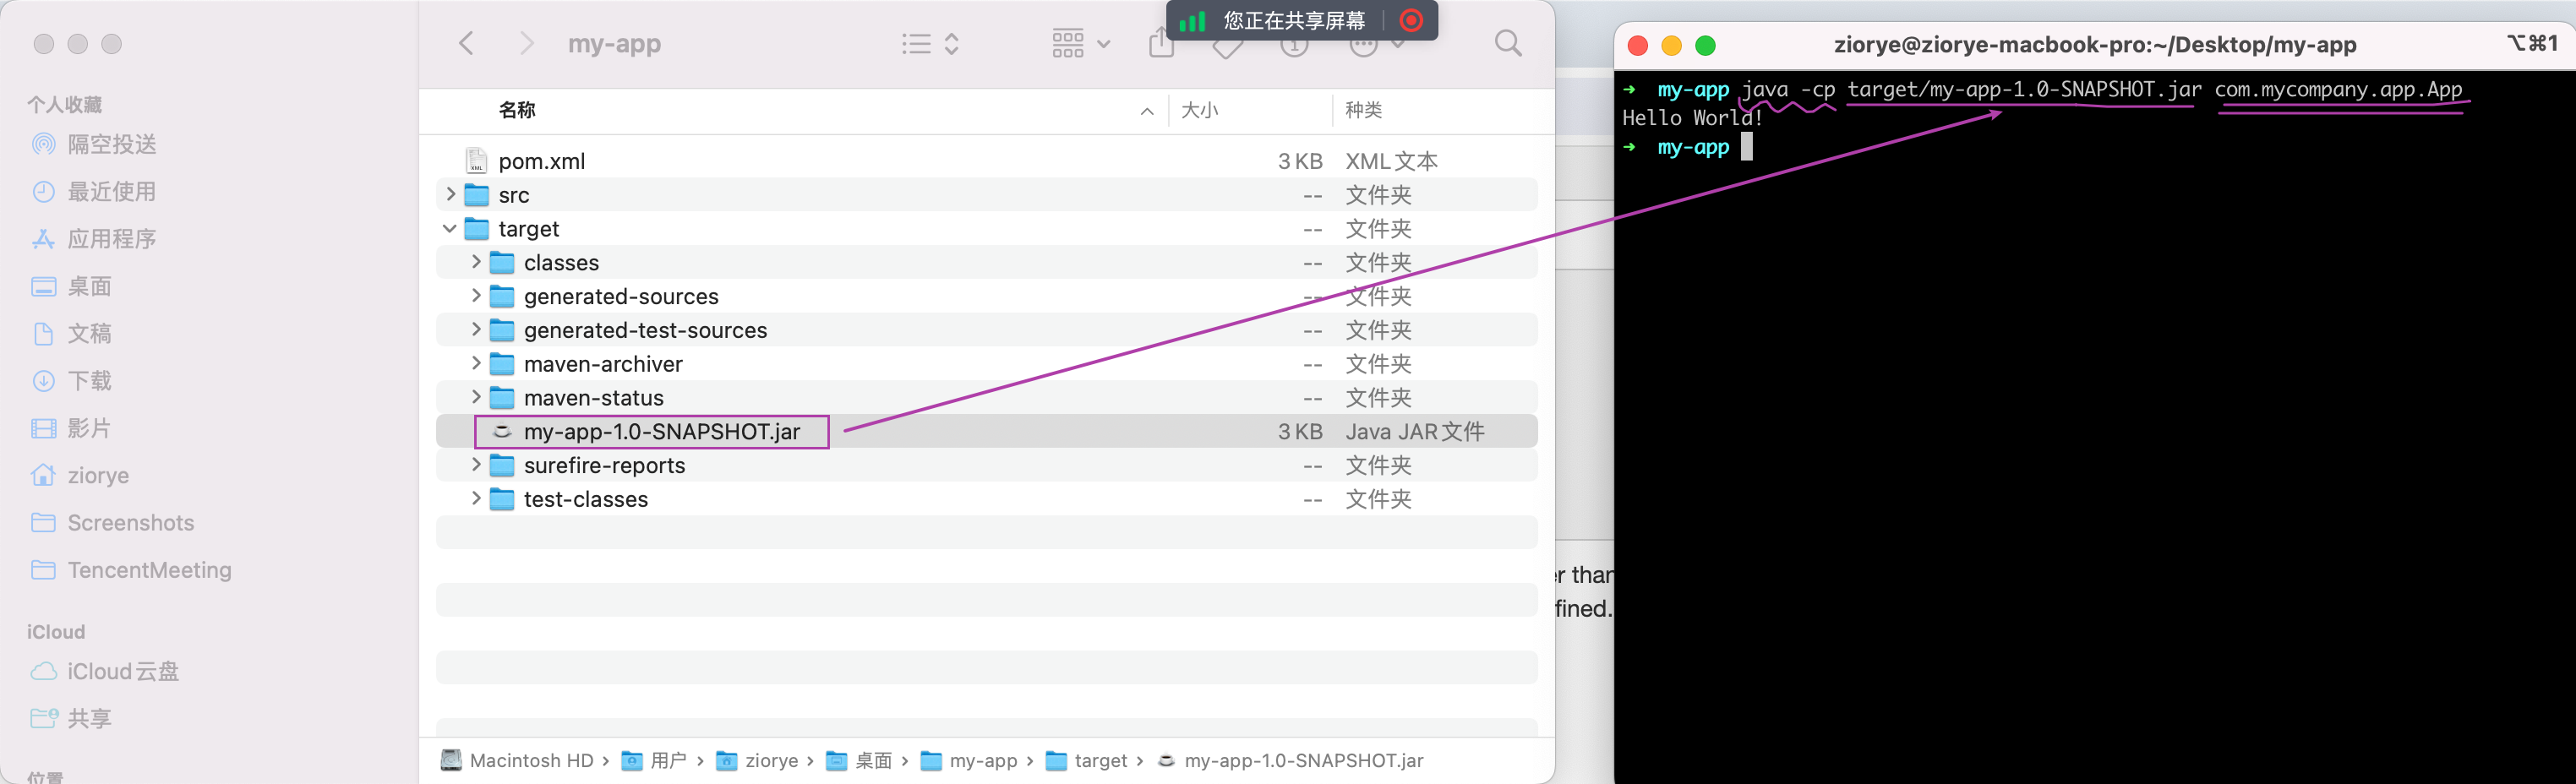 您正在共享屏幕
my-app
个人收藏
隔空投送
最近使用
应用程序
桌面
文稿
下载
影片
ziorye
Screenshots
TencentMeeting
iCloud
iCloud云盘
共享
位置
名称 大小 种类
pom.xml 3 KB XML文本
src -- 文件夹
target -- 文件夹
classes -- 文件夹
generated-sources -- 文件夹
generated-test-sources -- 文件夹
maven-archiver -- 文件夹
maven-status -- 文件夹
my-app-1.0-SNAPSHOT.jar 3 KB Java JAR文件
surefire-reports -- 文件夹
test-classes -- 文件夹
Macintosh HD › 用户 › ziorye › 桌面 › my-app › target › my-app-1.0-SNAPSHOT.jar
er than
fined.
ziorye@ziorye-macbook-pro:~/Desktop/my-app ⌥⌘1
➜ my-app java -cp target/my-app-1.0-SNAPSHOT.jar com.mycompany.app.App
Hello World!
➜ my-app